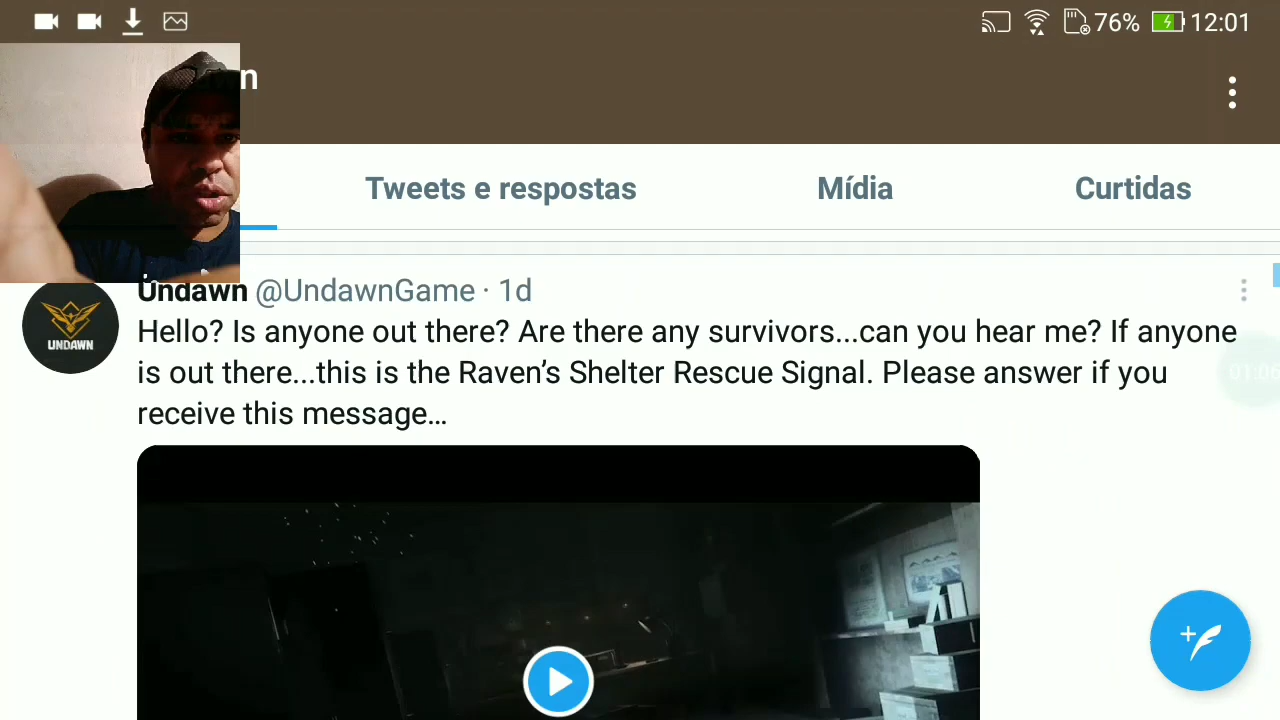 76% 12:01
n
Tweets e respostas Mídia Curtidas
Undawn @UndawnGame · 1d
Hello? Is anyone out there? Are there any survivors...can you hear me? If anyone
is out there...this is the Raven's Shelter Rescue Signal. Please answer if you
receive this message...
UNDAWN
01:06